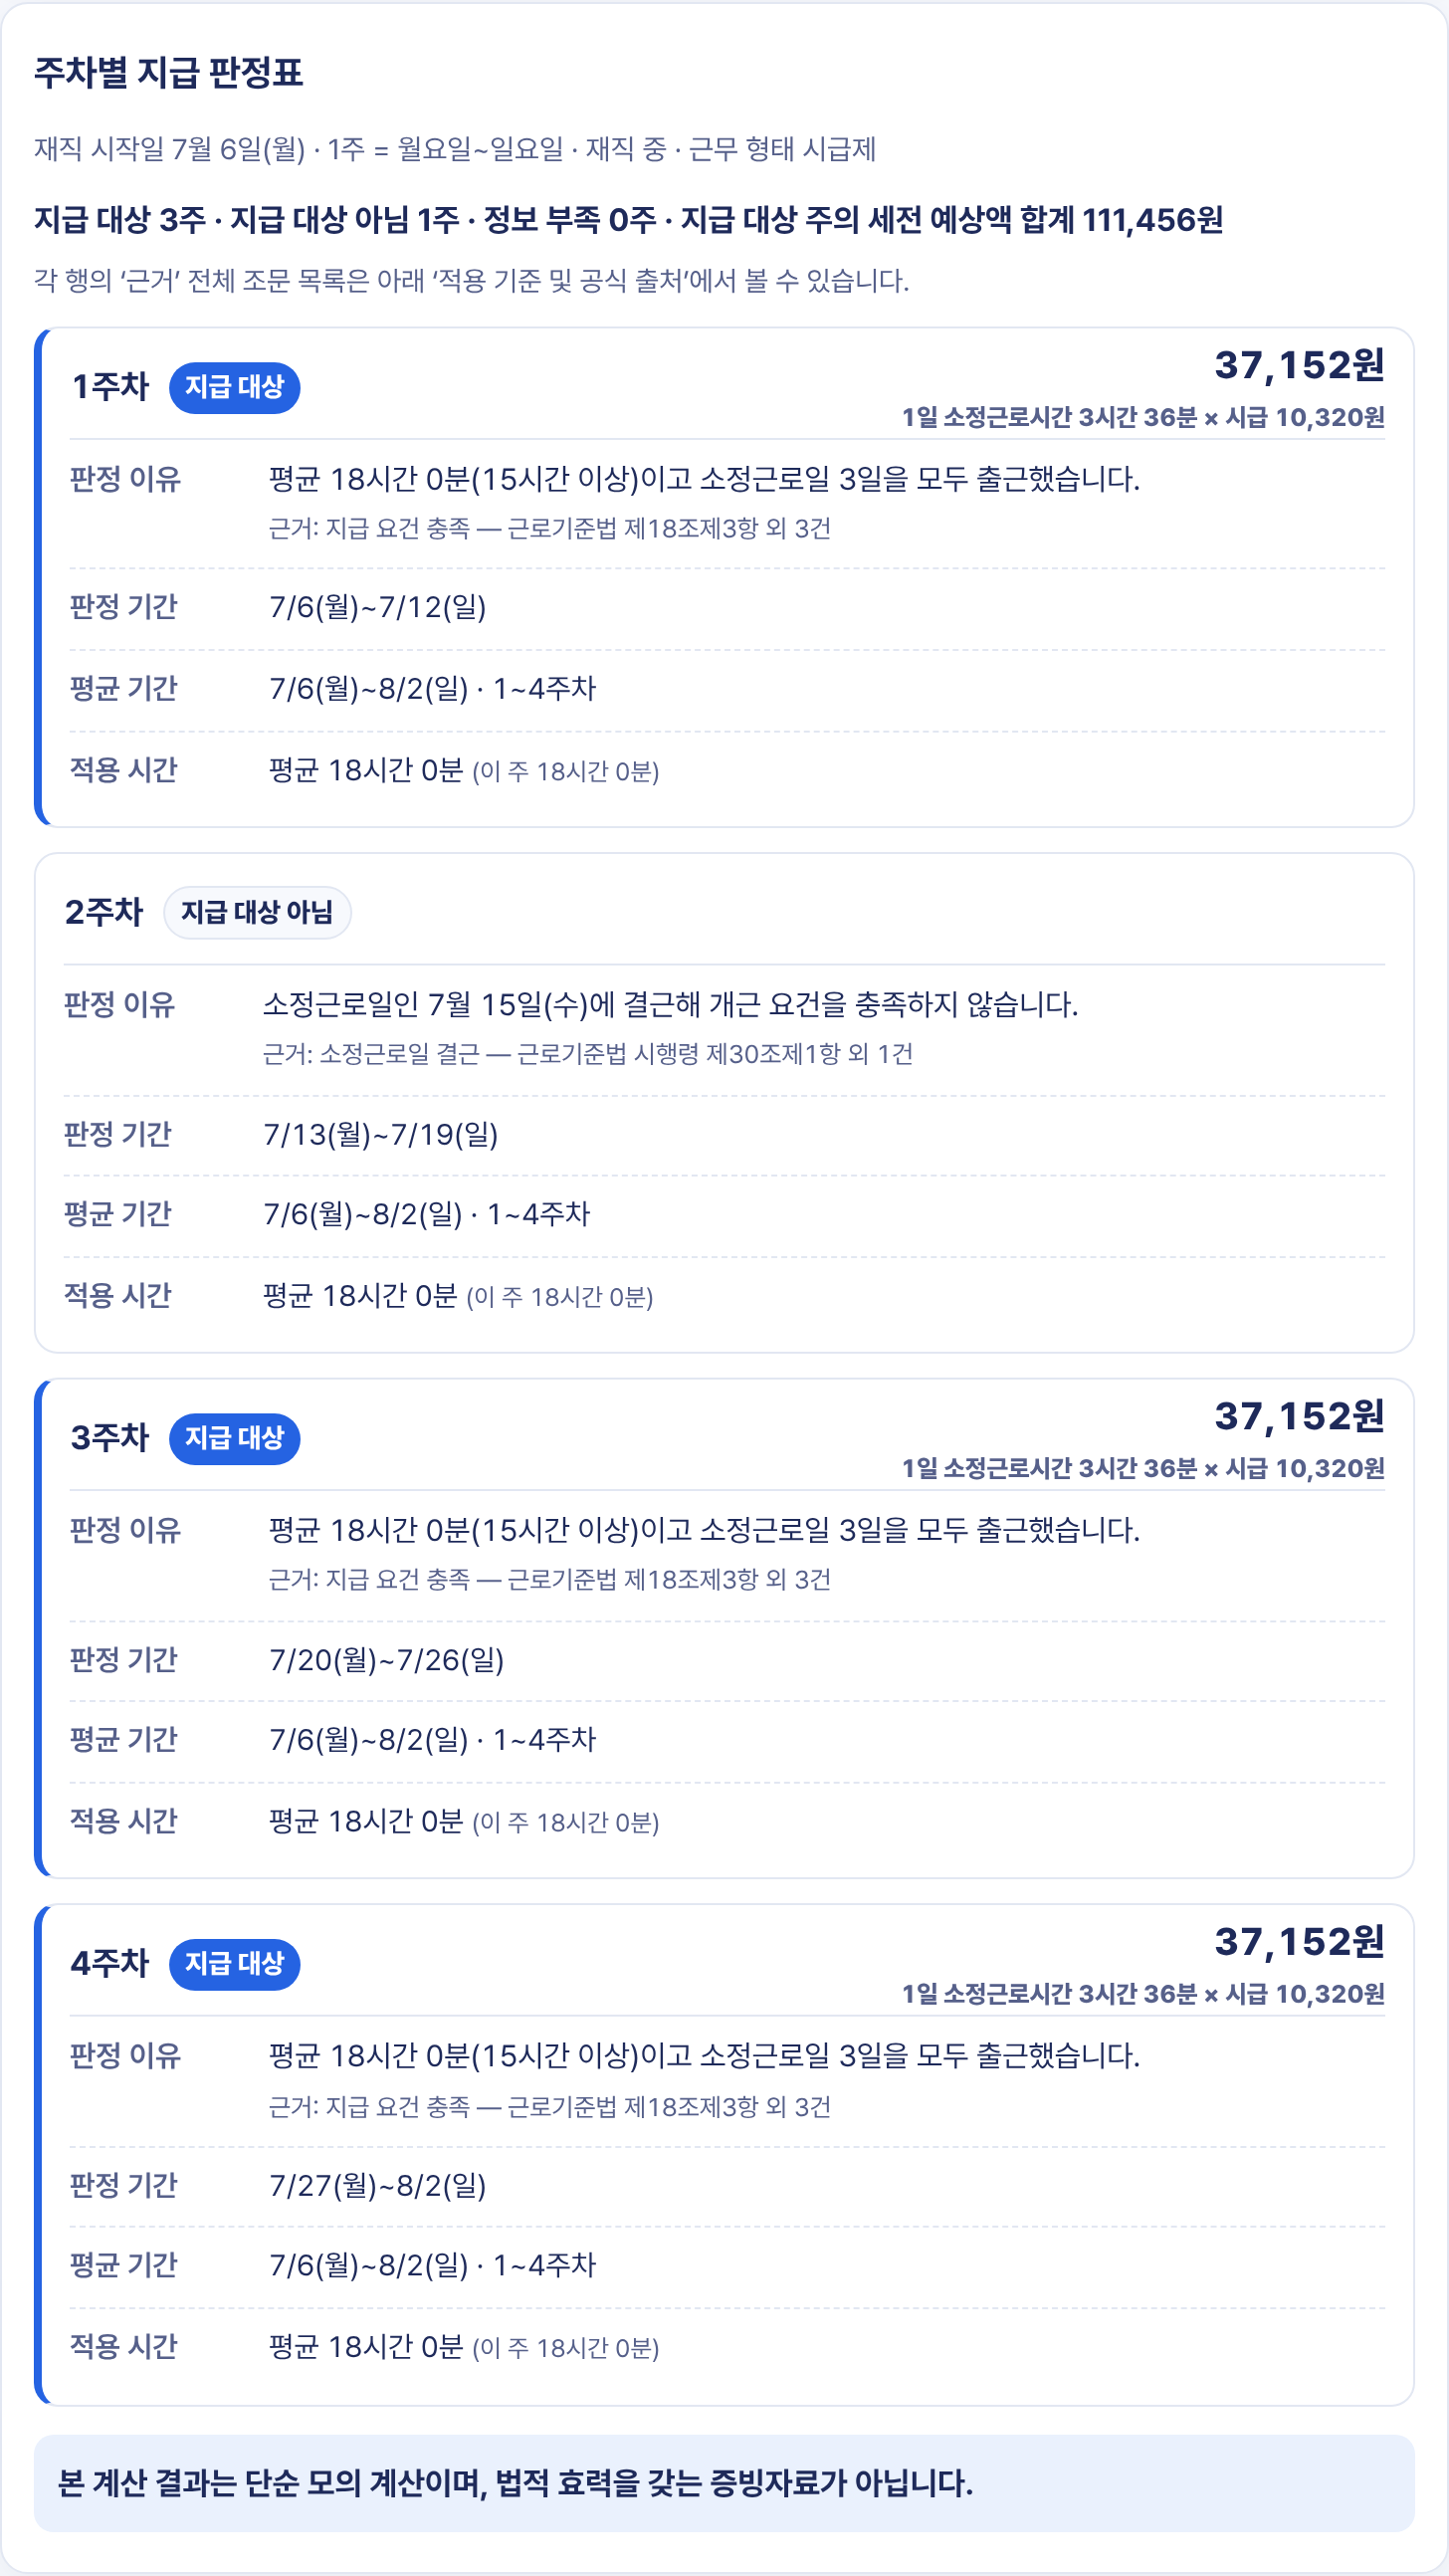 주차별 지급 판정표
재직 시작일 7월 6일(월) · 1주 = 월요일~일요일 · 재직 중 · 근무 형태 시급제
지급 대상 3주 · 지급 대상 아님 1주 · 정보 부족 0주 · 지급 대상 주의 세전 예상액 합계 111,456원
각 행의 ‘근거’ 전체 조문 목록은 아래 ‘적용 기준 및 공식 출처’에서 볼 수 있습니다.
1주차 지급 대상 37,152원
1일 소정근로시간 3시간 36분 × 시급 10,320원
판정 이유 평균 18시간 0분(15시간 이상)이고 소정근로일 3일을 모두 출근했습니다.
근거: 지급 요건 충족 — 근로기준법 제18조제3항 외 3건
판정 기간 7/6(월)~7/12(일)
평균 기간 7/6(월)~8/2(일) · 1~4주차
적용 시간 평균 18시간 0분 (이 주 18시간 0분)
2주차 지급 대상 아님
판정 이유 소정근로일인 7월 15일(수)에 결근해 개근 요건을 충족하지 않습니다.
근거: 소정근로일 결근 — 근로기준법 시행령 제30조제1항 외 1건
판정 기간 7/13(월)~7/19(일)
평균 기간 7/6(월)~8/2(일) · 1~4주차
적용 시간 평균 18시간 0분 (이 주 18시간 0분)
3주차 지급 대상 37,152원
1일 소정근로시간 3시간 36분 × 시급 10,320원
판정 이유 평균 18시간 0분(15시간 이상)이고 소정근로일 3일을 모두 출근했습니다.
근거: 지급 요건 충족 — 근로기준법 제18조제3항 외 3건
판정 기간 7/20(월)~7/26(일)
평균 기간 7/6(월)~8/2(일) · 1~4주차
적용 시간 평균 18시간 0분 (이 주 18시간 0분)
4주차 지급 대상 37,152원
1일 소정근로시간 3시간 36분 × 시급 10,320원
판정 이유 평균 18시간 0분(15시간 이상)이고 소정근로일 3일을 모두 출근했습니다.
근거: 지급 요건 충족 — 근로기준법 제18조제3항 외 3건
판정 기간 7/27(월)~8/2(일)
평균 기간 7/6(월)~8/2(일) · 1~4주차
적용 시간 평균 18시간 0분 (이 주 18시간 0분)
본 계산 결과는 단순 모의 계산이며, 법적 효력을 갖는 증빙자료가 아닙니다.